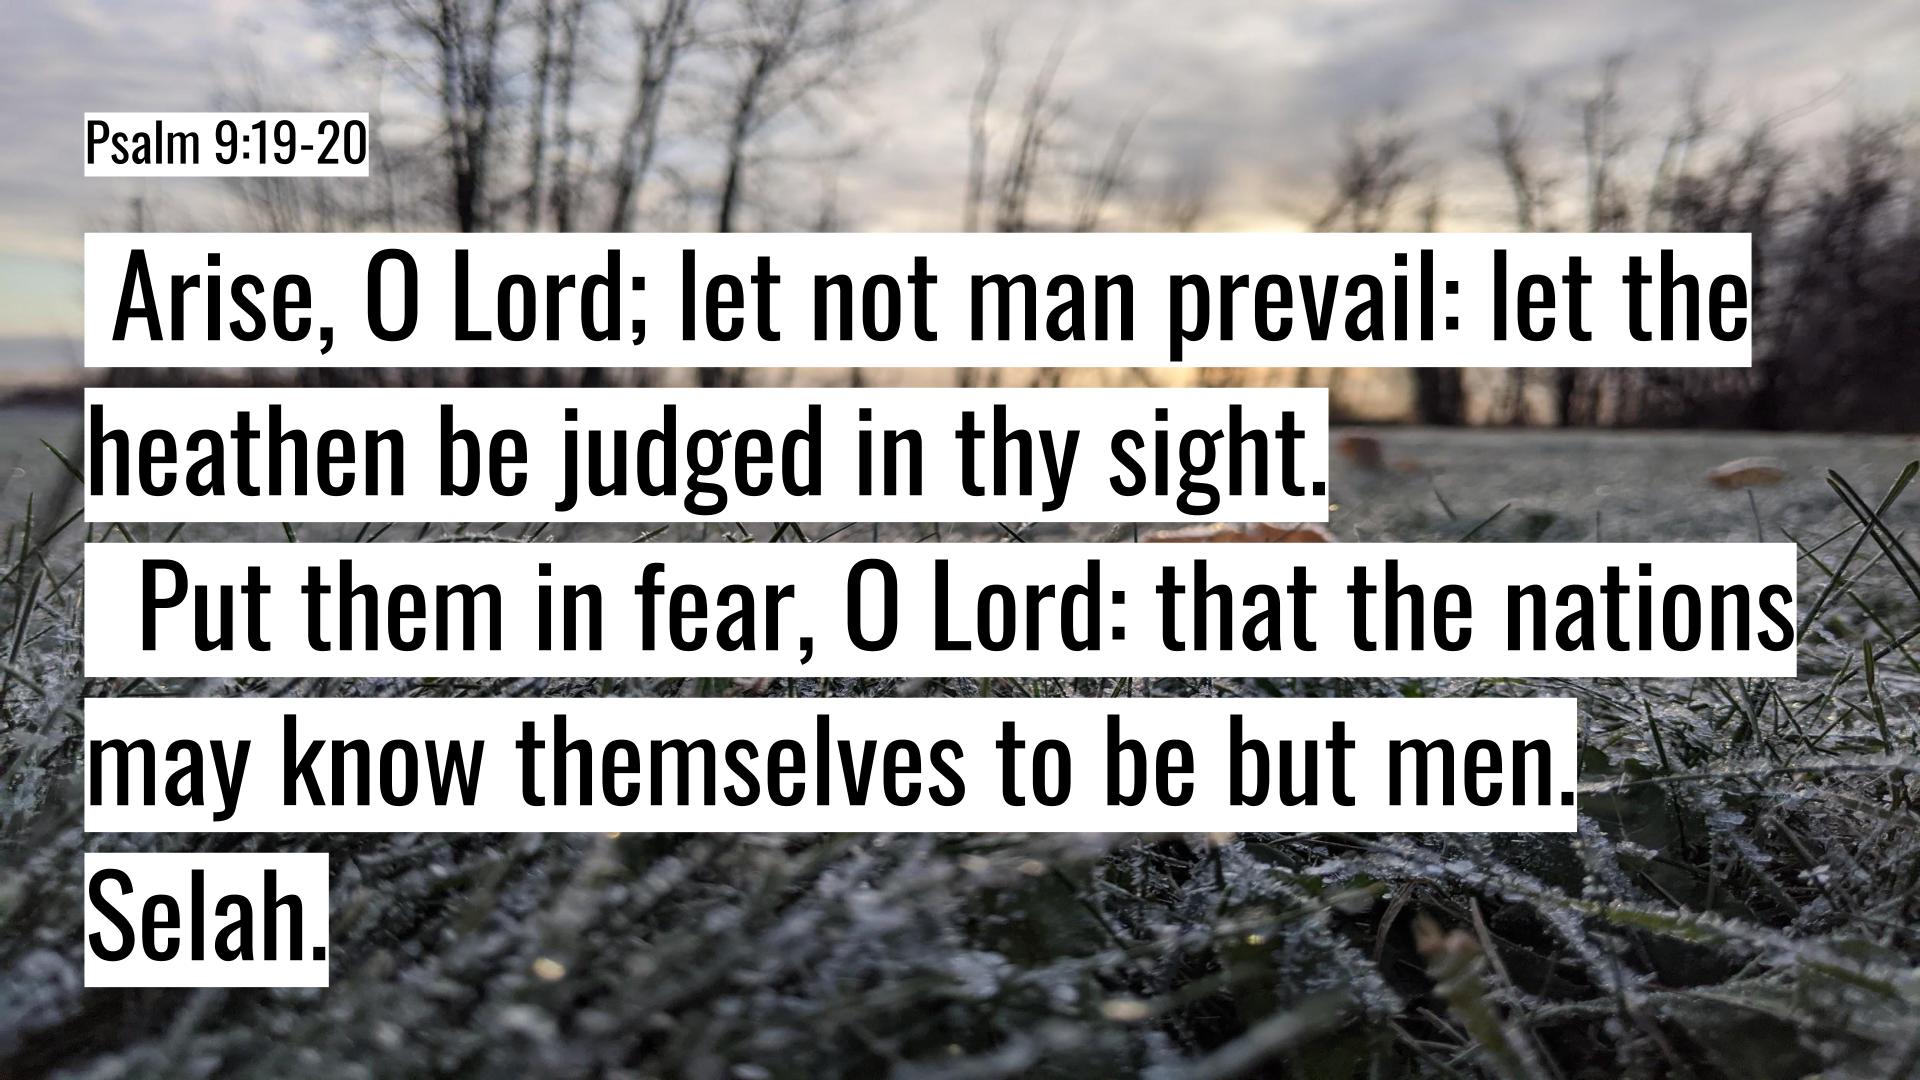 Psalm 9:19-20
Arise, O Lord; let not man prevail: let the
heathen be judged in thy sight.
Put them in fear, O Lord: that the nations
may know themselves to be but men.
Selah.